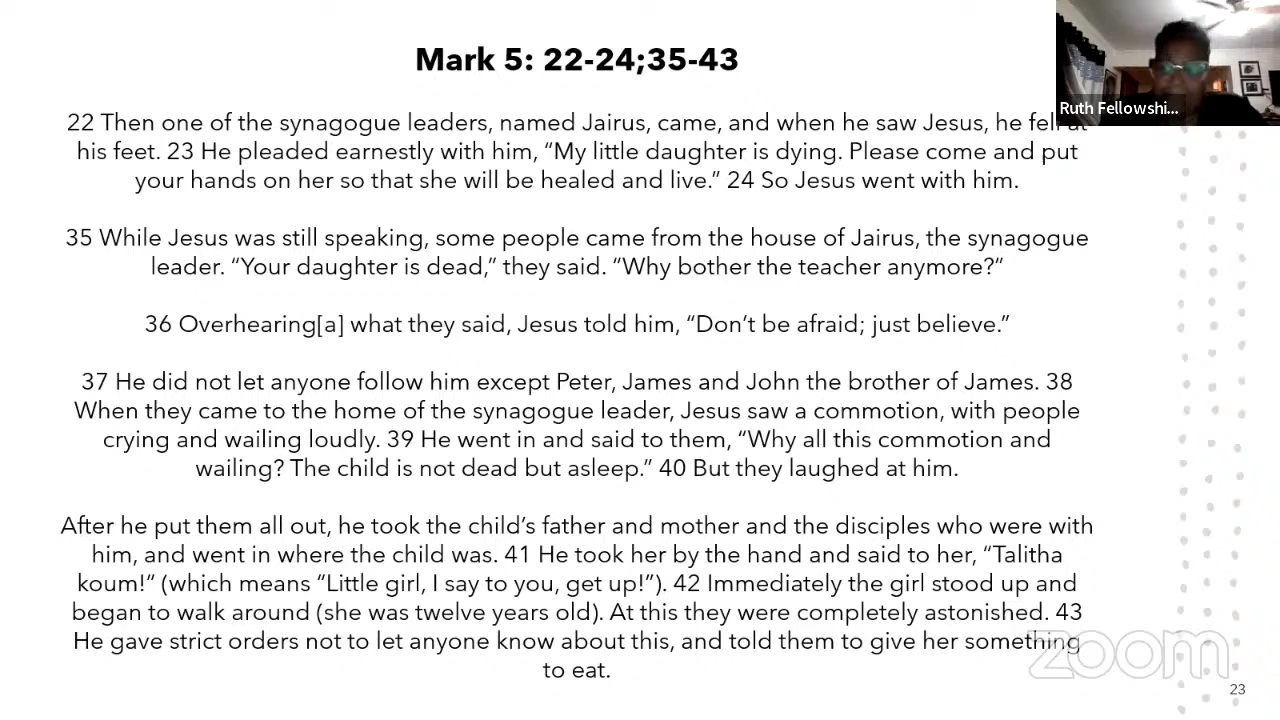 Mark 5: 22-24;35-43
Ruth Fellowshi...
22 Then one of the synagogue leaders, named Jairus, came, and when he saw Jesus, he fell at
his feet. 23 He pleaded earnestly with him, “My little daughter is dying. Please come and put
your hands on her so that she will be healed and live.” 24 So Jesus went with him.
35 While Jesus was still speaking, some people came from the house of Jairus, the synagogue
leader. “Your daughter is dead,” they said. “Why bother the teacher anymore?”
36 Overhearing[a] what they said, Jesus told him, “Don’t be afraid; just believe.”
37 He did not let anyone follow him except Peter, James and John the brother of James. 38
When they came to the home of the synagogue leader, Jesus saw a commotion, with people
crying and wailing loudly. 39 He went in and said to them, “Why all this commotion and
wailing? The child is not dead but asleep.” 40 But they laughed at him.
After he put them all out, he took the child’s father and mother and the disciples who were with
him, and went in where the child was. 41 He took her by the hand and said to her, “Talitha
koum!” (which means “Little girl, I say to you, get up!”). 42 Immediately the girl stood up and
began to walk around (she was twelve years old). At this they were completely astonished. 43
He gave strict orders not to let anyone know about this, and told them to give her something
to eat.
zoom
23